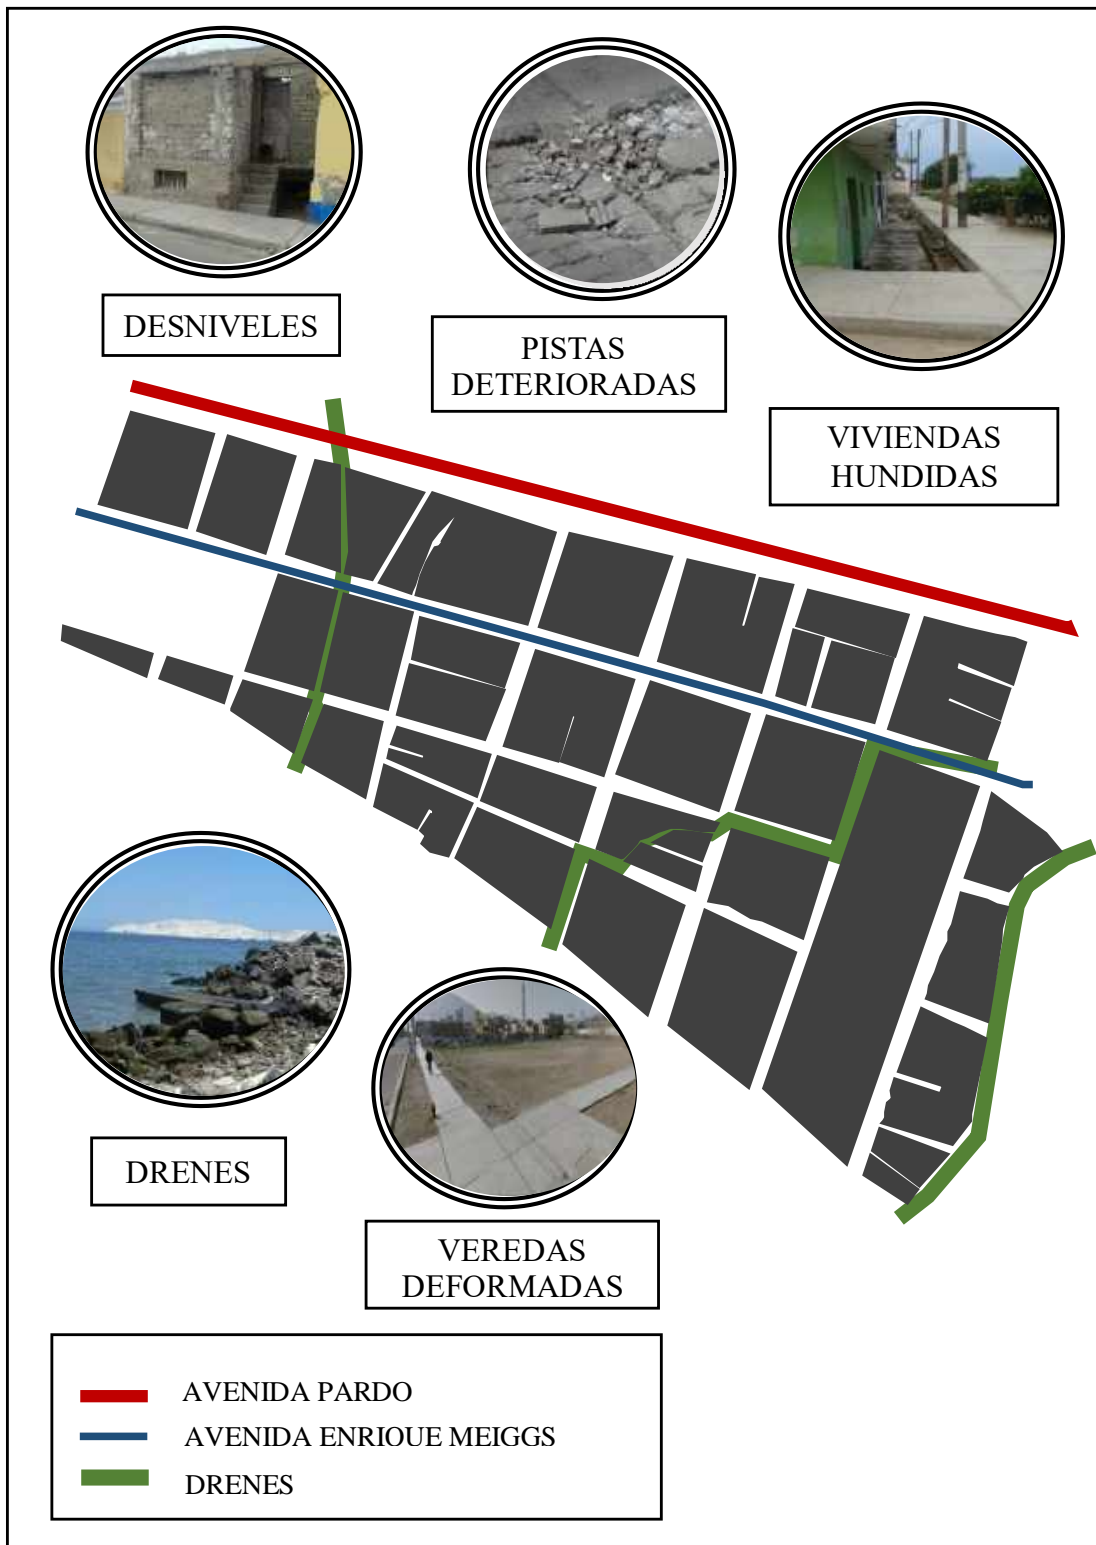 DESNIVELES
PISTAS
DETERIORADAS
VIVIENDAS
HUNDIDAS
DRENES
VEREDAS
DEFORMADAS
AVENIDA PARDO
AVENIDA ENRIOUE MEIGGS
DRENES